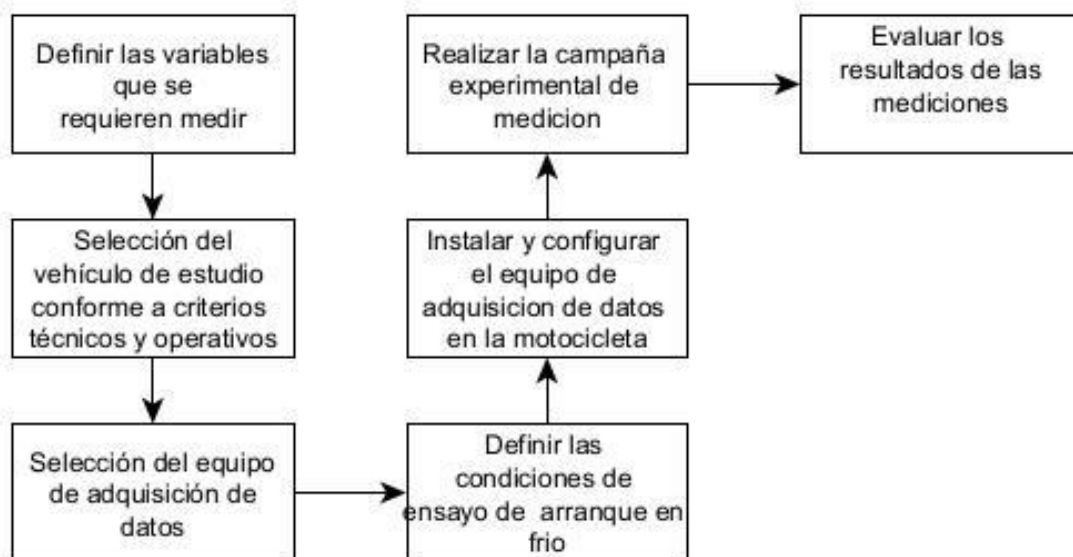 Definir las variables
que se
requieren medir
Selección del
vehículo de estudio
conforme a criterios
técnicos y operativos
Selección del equipo
de adquisición de
datos
Definir las
condiciones de
ensayo de arranque en
frio
Instalar y configurar
el equipo de
adquisicion de datos
en la motocicleta
Realizar la campaña
experimental de
medicion
Evaluar los
resultados de las
mediciones